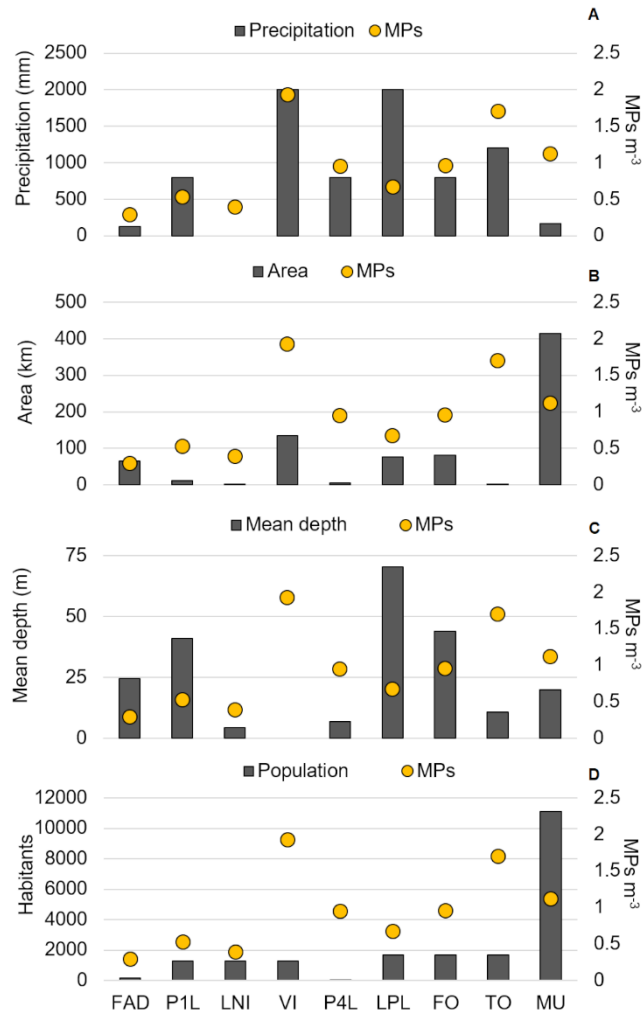 A
Precipitation MPs
2500
2000
1500
1000
500
0
Precipitation (mm)
2.5
2
1.5
1
0.5
0
MPs m-3
B
Area MPs
500
400
300
200
100
0
Area (km)
2.5
2
1.5
1
0.5
0
MPs m-3
C
Mean depth MPs
75
50
25
0
Mean depth (m)
2.5
2
1.5
1
0.5
0
MPs m-3
D
Population MPs
12000
10000
8000
6000
4000
2000
0
Habitants
2.5
2
1.5
1
0.5
0
MPs m-3
FAD P1L LNI VI P4L LPL FO TO MU